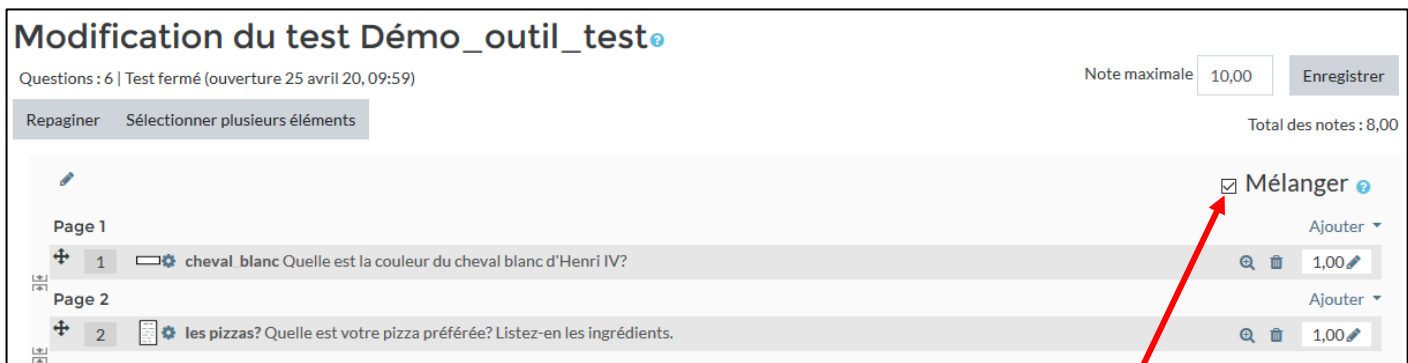 Modification du test Démo_outil_test
Questions : 6 | Test fermé (ouverture 25 avril 20, 09:59)
Note maximale 10,00 Enregistrer
Repaginer Sélectionner plusieurs éléments
Total des notes : 8,00
Mélanger
Page 1 Ajouter
1 cheval_blanc Quelle est la couleur du cheval blanc d'Henri IV? 1,00
Page 2 Ajouter
2 les pizzas? Quelle est votre pizza préférée? Listez-en les ingrédients. 1,00